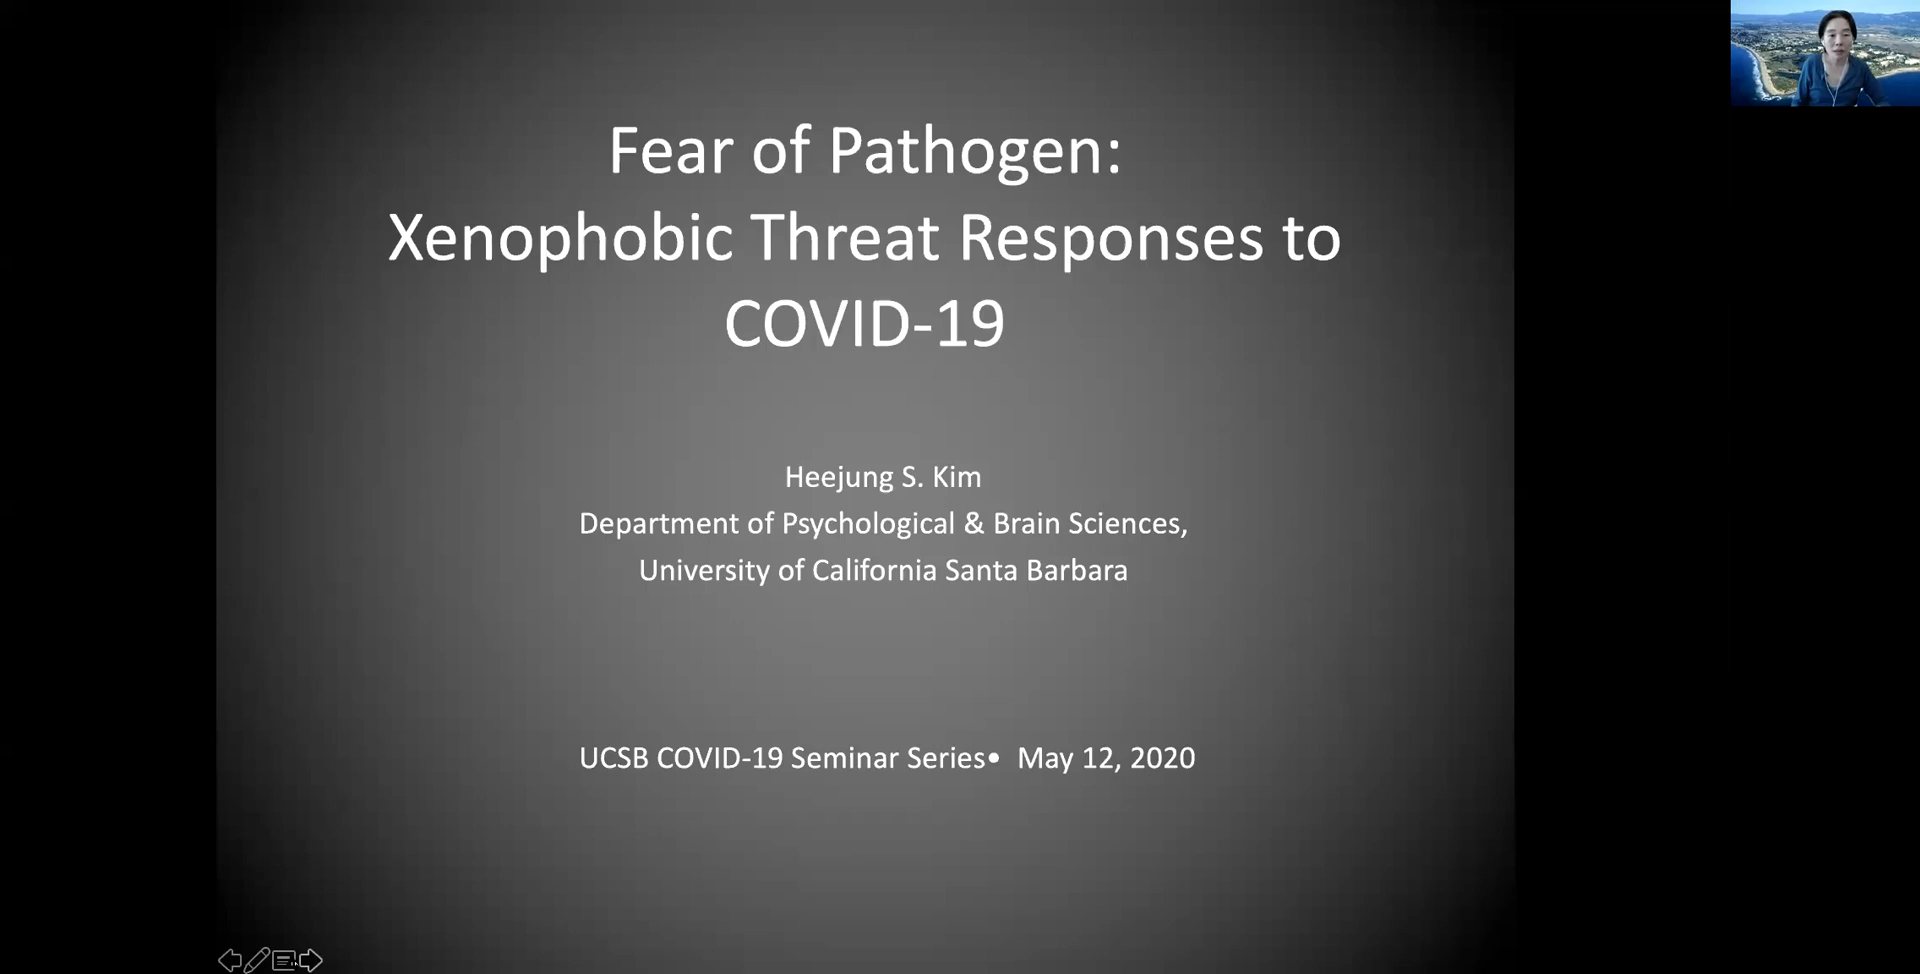 Fear of Pathogen:
Xenophobic Threat Responses to
COVID-19
Heejung S. Kim
Department of Psychological & Brain Sciences,
University of California Santa Barbara
UCSB COVID-19 Seminar Series• May 12, 2020